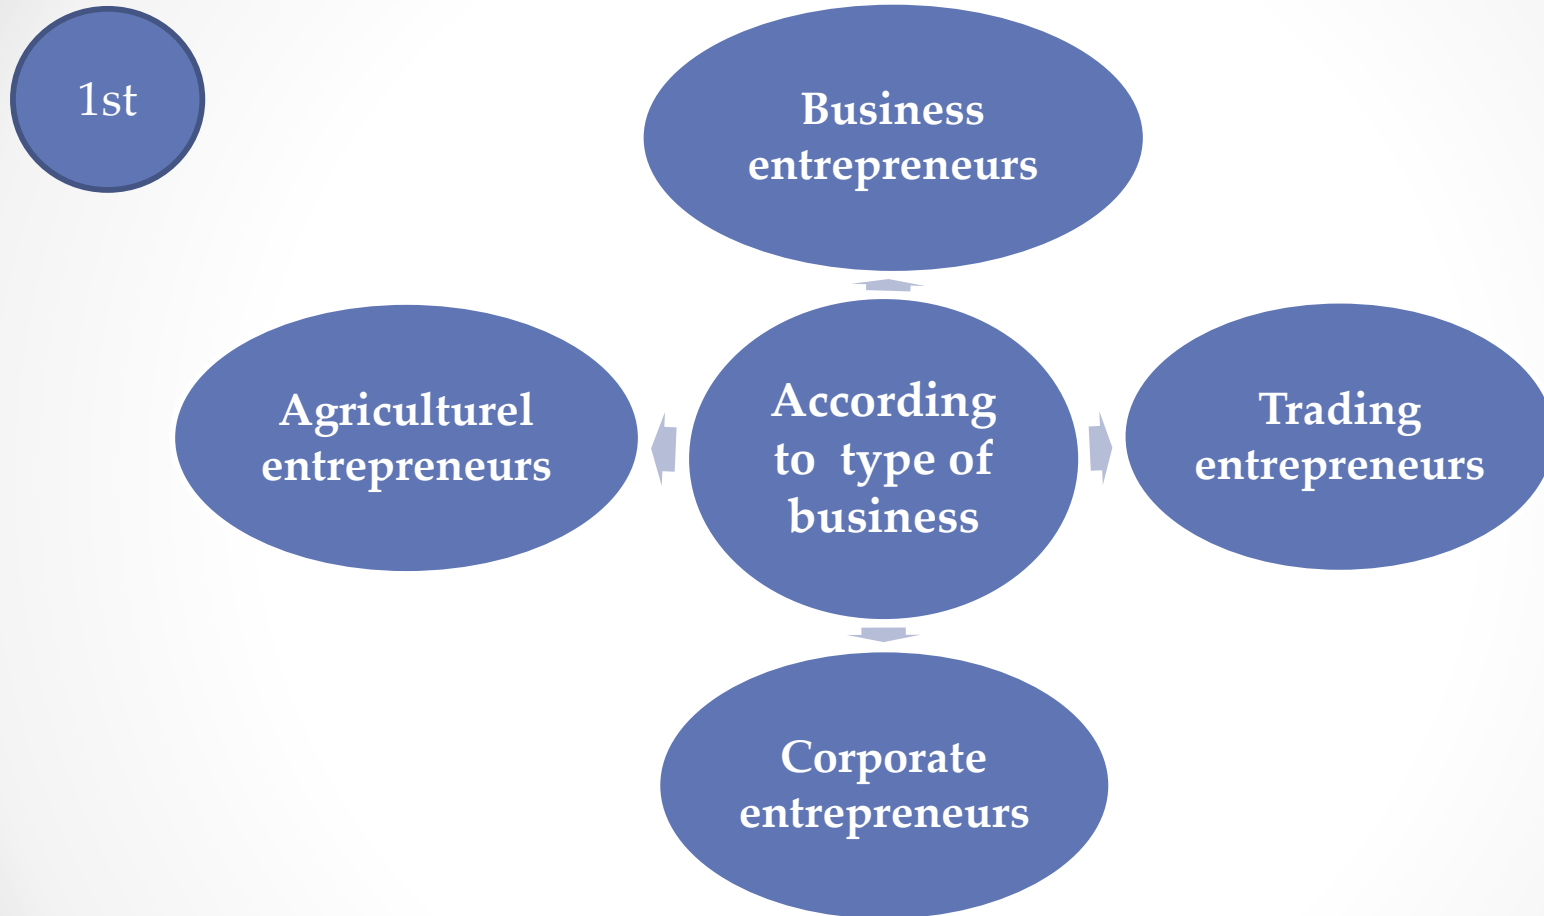 1st
Business
entrepreneurs
Agriculturel
entrepreneurs
According
to  type of
business
Trading
entrepreneurs
Corporate
entrepreneurs